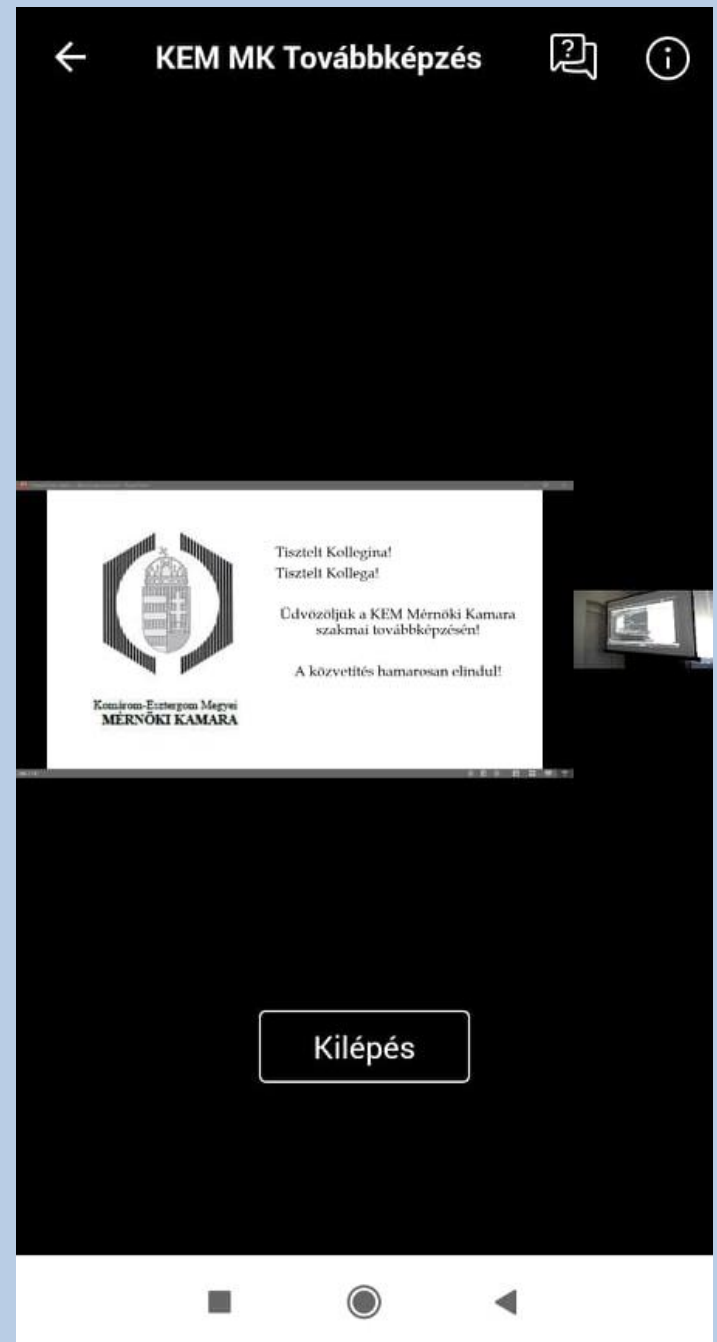 KEM MK Továbbképzés
Tisztelt Kollegina!
Tisztelt Kollega!
Üdvözöljük a KEM Mérnöki Kamara
szakmai továbbképzésén!
A közvetítés hamarosan elindul!
Komárom-Esztergom Megyei
MÉRNÖKI KAMARA
Kilépés